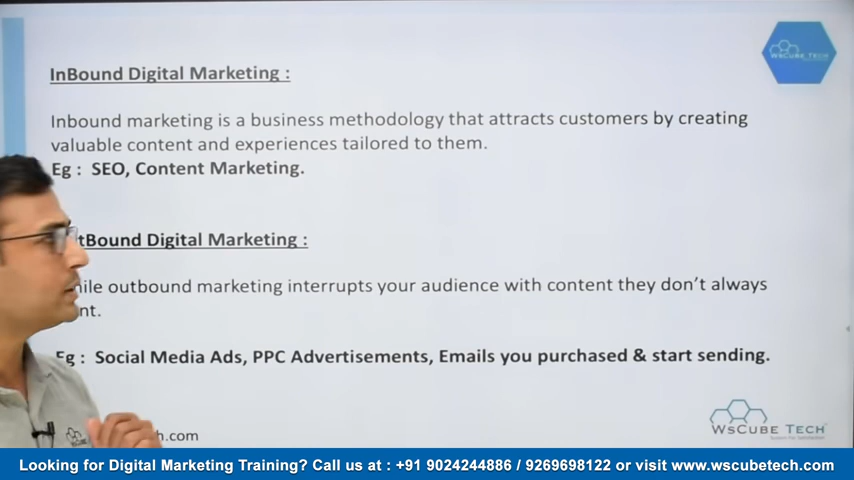 InBound Digital Marketing :
WsCUBE TECH
Inbound marketing is a business methodology that attracts customers by creating
valuable content and experiences tailored to them.
Eg : SEO, Content Marketing.
tBound Digital Marketing :
ile outbound marketing interrupts your audience with content they don't always
nt.
Eg : Social Media Ads, PPC Advertisements, Emails you purchased & start sending.
h.com
WsCUBE TECH
Looking for Digital Marketing Training? Call us at : +91 9024244886 / 9269698122 or visit www.wscubetech.com